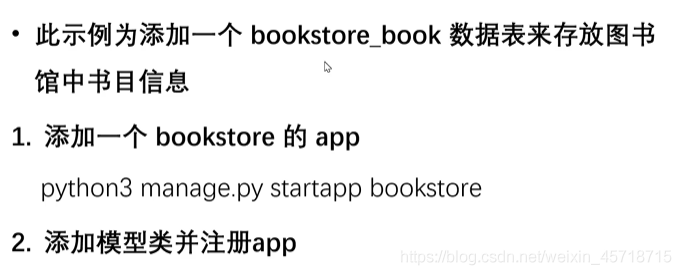 • 此示例为添加一个 bookstore_book 数据表来存放图书
馆中书目信息
1. 添加一个 bookstore 的 app
python3 manage.py startapp bookstore
2. 添加模型类并注册app
https://blog.csdn.net/weixin_45718715